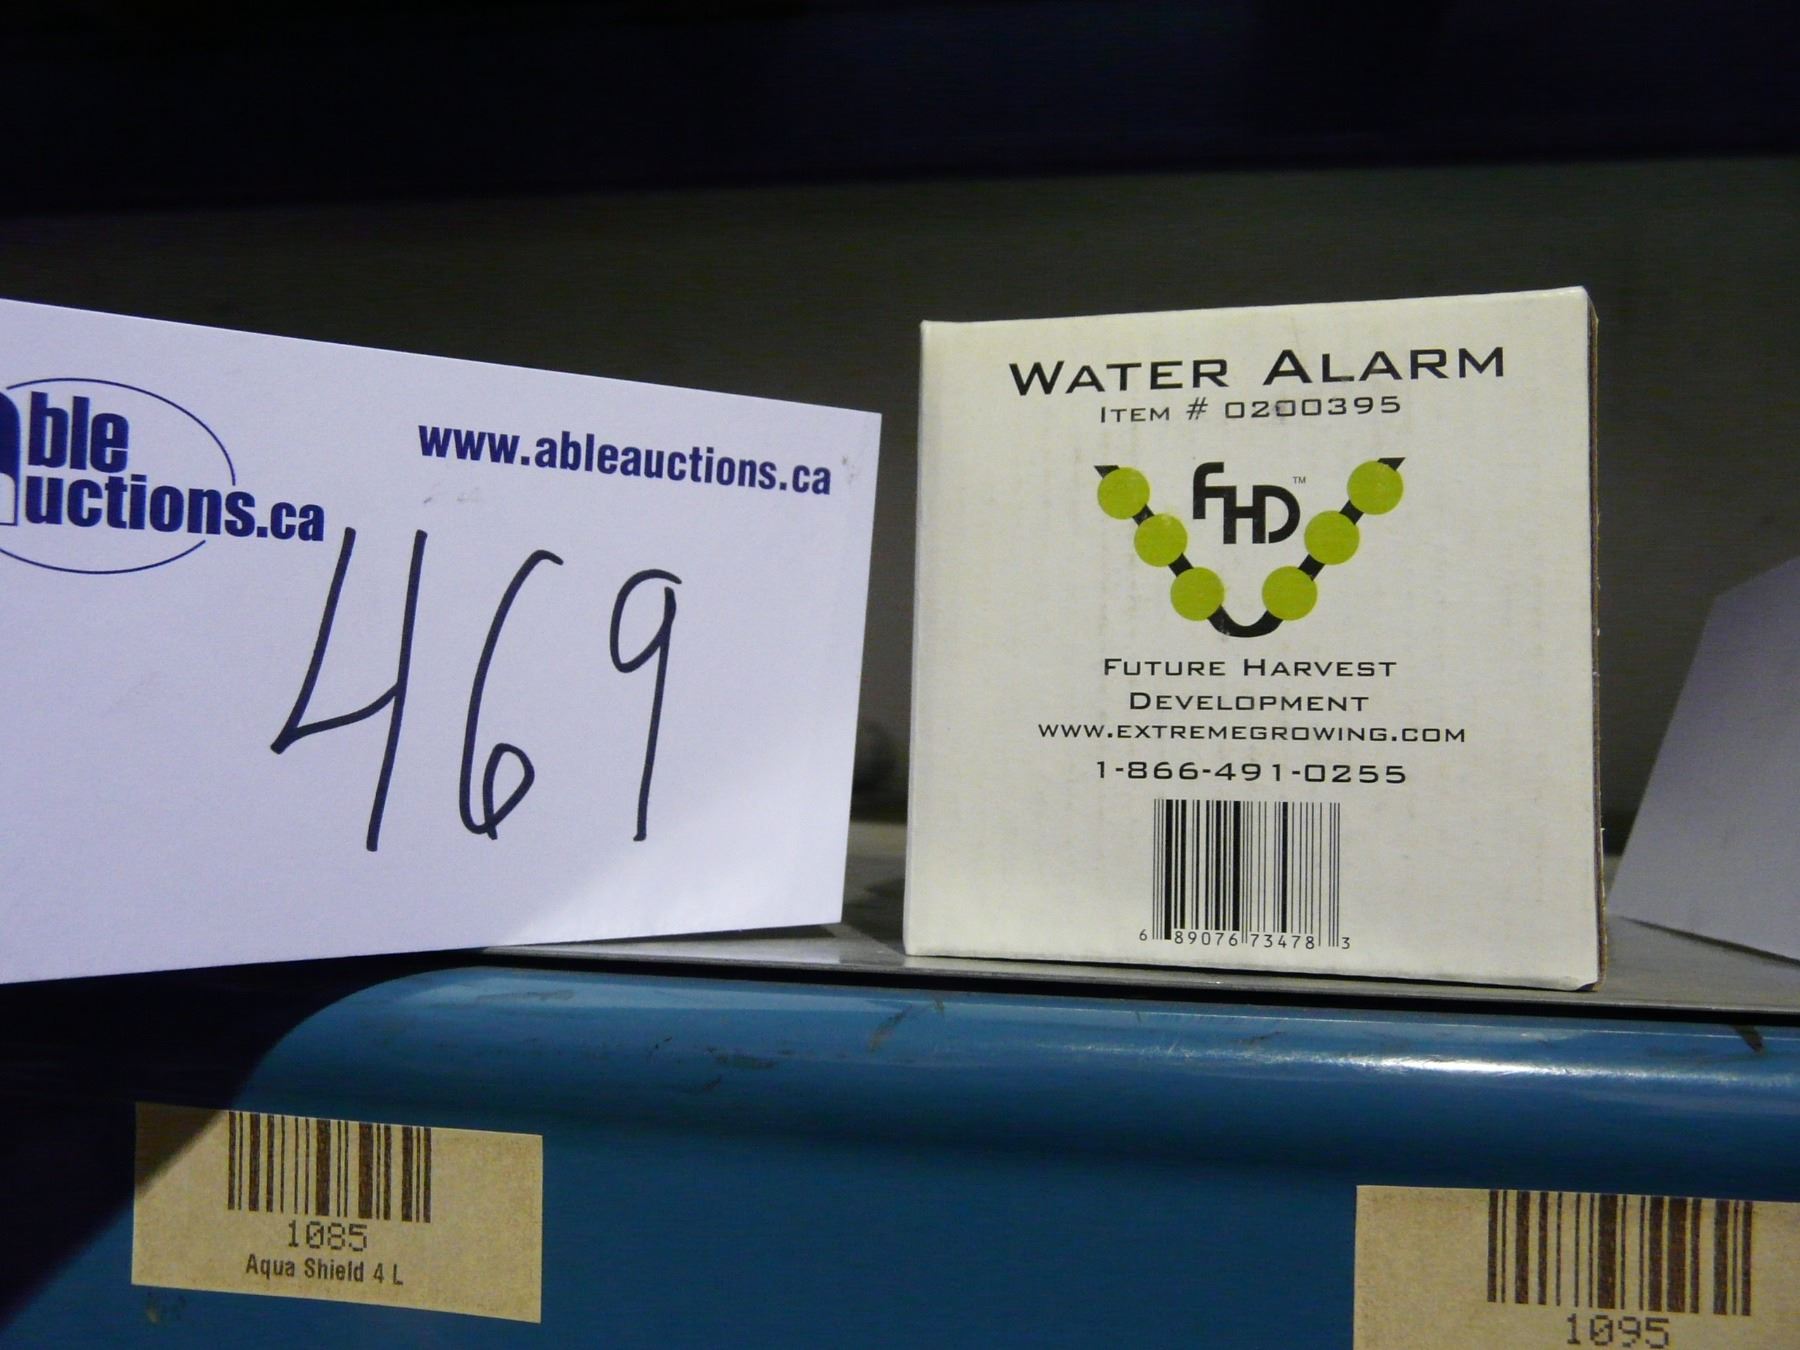 ble
uctions.ca
www.ableauctions.ca
469
WATER ALARM
ITEM # 0200395
FHD™
FUTURE HARVEST
DEVELOPMENT
WWW.EXTREMEGROWING.COM
1-866-491-0255
6 89076 73478 3
1085
Aqua Shield 4 L
1095